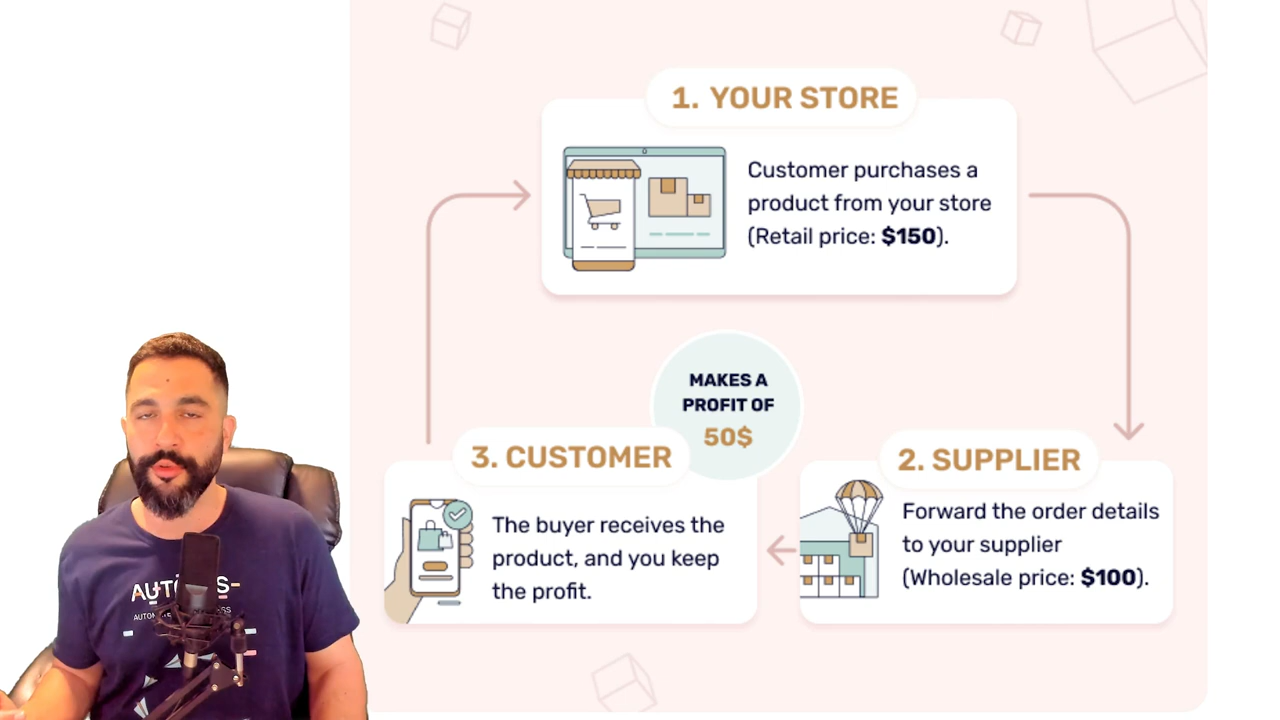 1. YOUR STORE
Customer purchases a
product from your store
(Retail price: $150).
MAKES A
PROFIT OF
50$
2. SUPPLIER
Forward the order details
to your supplier
(Wholesale price: $100).
3. CUSTOMER
The buyer receives the
product, and you keep
the profit.